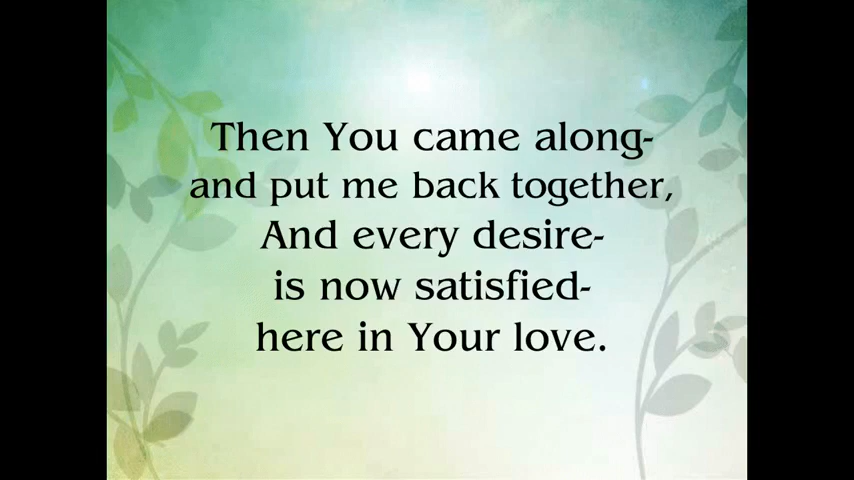 Then You came along-
and put me back together,
And every desire-
is now satisfied-
here in Your love.